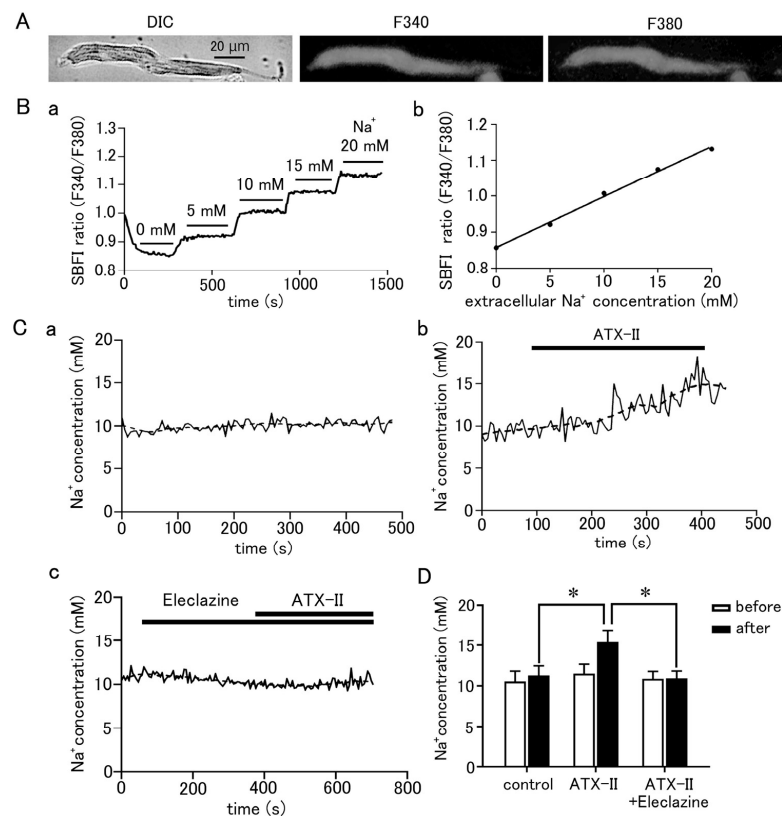 A
DIC
F340
F380
20 μm
B
a
SBFI ratio (F340/F380)
1.3
1.2
1.1
1.0
0.9
0.8
0 mM
5 mM
10 mM
15 mM
Na⁺
20 mM
0
500
1000
1500
time (s)
b
SBFI ratio (F340/F380)
1.3
1.2
1.1
1.0
0.9
0.8
0
5
10
15
20
extracellular Na⁺ concentration (mM)
C
a
Na⁺ concentration (mM)
20
15
10
5
0
0
100
200
300
400
500
time (s)
b
ATX-II
Na⁺ concentration (mM)
20
15
10
5
0
0
100
200
300
400
500
time (s)
c
Eleclazine
ATX-II
Na⁺ concentration (mM)
20
15
10
5
0
0
200
400
600
800
time (s)
D
* *
before
after
Na⁺ concentration (mM)
20
15
10
5
0
control
ATX-II
ATX-II
+Eleclazine